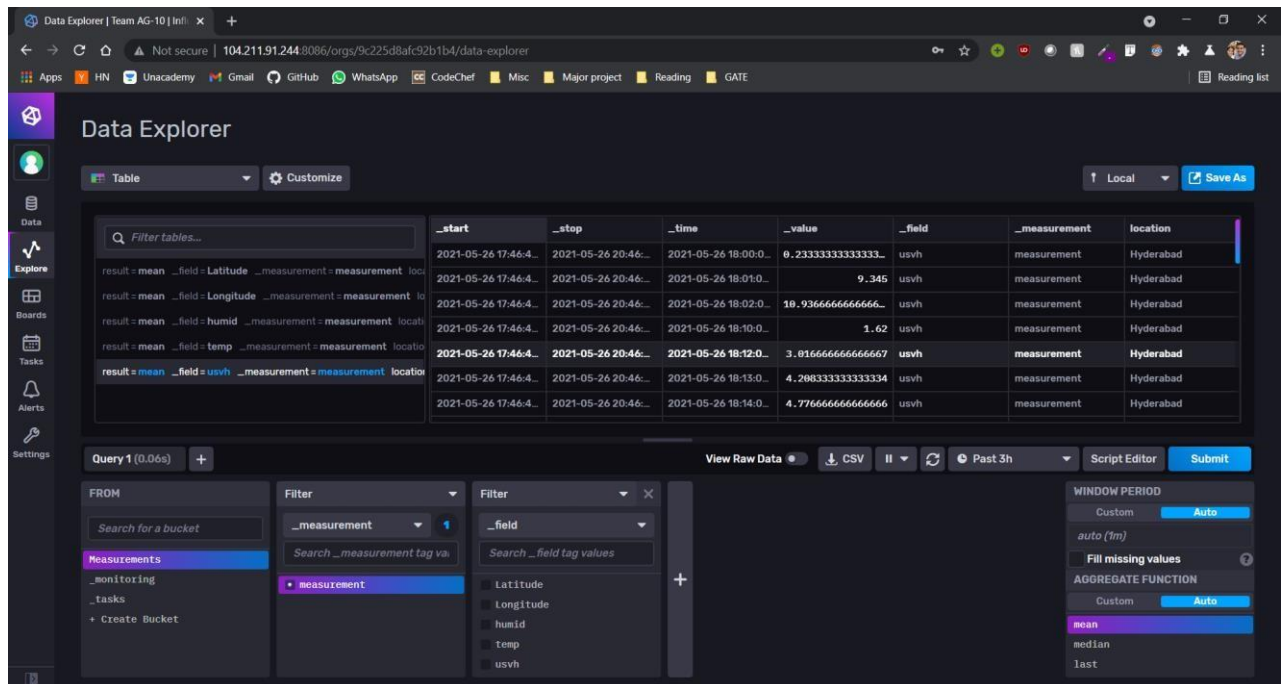 Data Explorer | Team AG-10 | Infl
Not secure | 104.211.91.244:8086/orgs/9c225d8afc92b1b4/data-explorer
Apps HN Unacademy Gmail GitHub WhatsApp CodeChef Misc Major project Reading GATE Reading list
Data Explorer
Table Customize Local Save As
Data
Explore
Boards
Tasks
Alerts
Settings
Filter tables...
result = mean _field = Latitude _measurement = measurement loc
result = mean _field = Longitude _measurement = measurement lo
result = mean _field = humid _measurement = measurement locati
result = mean _field = temp _measurement = measurement locatio
result = mean _field = usvh _measurement = measurement location
_start _stop _time _value _field _measurement location
2021-05-26 17:46:4... 2021-05-26 20:46:... 2021-05-26 18:00:0... 0.23333333333333... usvh measurement Hyderabad
2021-05-26 17:46:4... 2021-05-26 20:46:... 2021-05-26 18:01:0... 9.345 usvh measurement Hyderabad
2021-05-26 17:46:4... 2021-05-26 20:46:... 2021-05-26 18:02:0... 10.9366666666666... usvh measurement Hyderabad
2021-05-26 17:46:4... 2021-05-26 20:46:... 2021-05-26 18:10:0... 1.62 usvh measurement Hyderabad
2021-05-26 17:46:4... 2021-05-26 20:46:... 2021-05-26 18:12:0... 3.016666666666667 usvh measurement Hyderabad
2021-05-26 17:46:4... 2021-05-26 20:46:... 2021-05-26 18:13:0... 4.208333333333334 usvh measurement Hyderabad
2021-05-26 17:46:4... 2021-05-26 20:46:... 2021-05-26 18:14:0... 4.776666666666666 usvh measurement Hyderabad
Query 1 (0.06s) + View Raw Data CSV Past 3h Script Editor Submit
FROM
Search for a bucket
Measurements
_monitoring
_tasks
+ Create Bucket
Filter
_measurement 1
Search _measurement tag va
measurement
Filter
_field
Search _field tag values
Latitude
Longitude
humid
temp
usvh
WINDOW PERIOD
Custom Auto
auto (1m)
Fill missing values
AGGREGATE FUNCTION
Custom Auto
mean
median
last